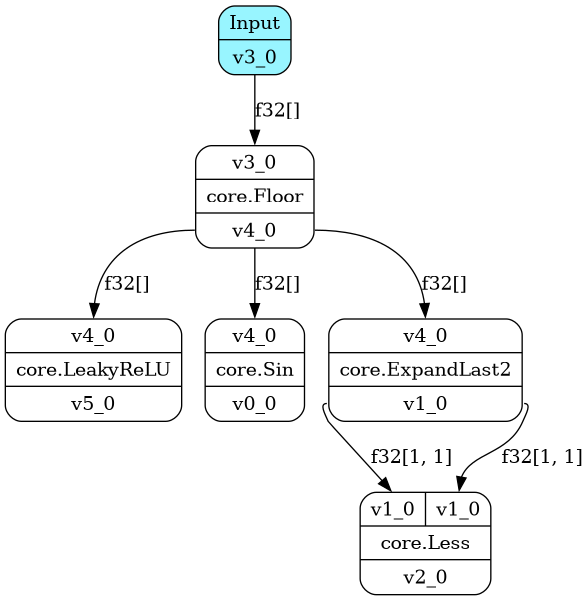 Input
v3_0
f32[]
v3_0
core.Floor
v4_0
f32[] f32[] f32[]
v4_0 v4_0 v4_0
core.LeakyReLU core.Sin core.ExpandLast2
v5_0 v0_0 v1_0
f32[1, 1] f32[1, 1]
v1_0 v1_0
core.Less
v2_0